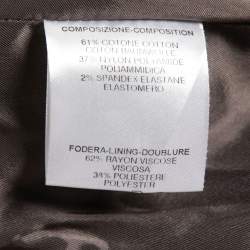 COMPOSIZIONE-COMPOSITION
61% COTONE COTTON
COTON BAUMWOLLE
37% NYLON POLYAMIDE
POLIAMMIDICA
2% SPANDEX ELASTANE
ELASTOMERO
FODERA-LINING-DOUBLURE
62% RAYON VISCOSE
VISCOSA
38% POLIESTERE
POLYESTER